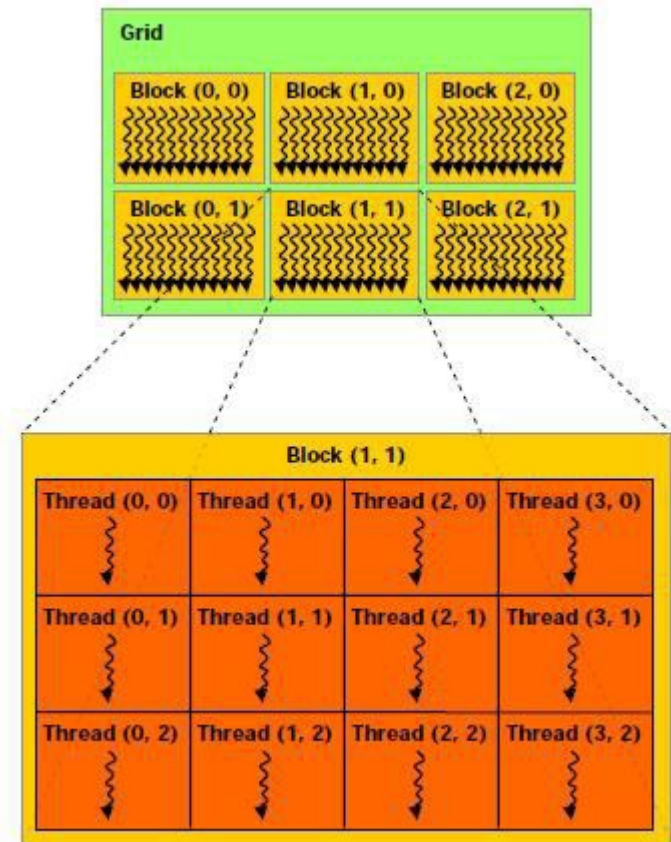 Grid
Block (0, 0) Block (1, 0) Block (2, 0)
Block (0, 1) Block (1, 1) Block (2, 1)
Block (1, 1)
Thread (0, 0) Thread (1, 0) Thread (2, 0) Thread (3, 0)
Thread (0, 1) Thread (1, 1) Thread (2, 1) Thread (3, 1)
Thread (0, 2) Thread (1, 2) Thread (2, 2) Thread (3, 2)